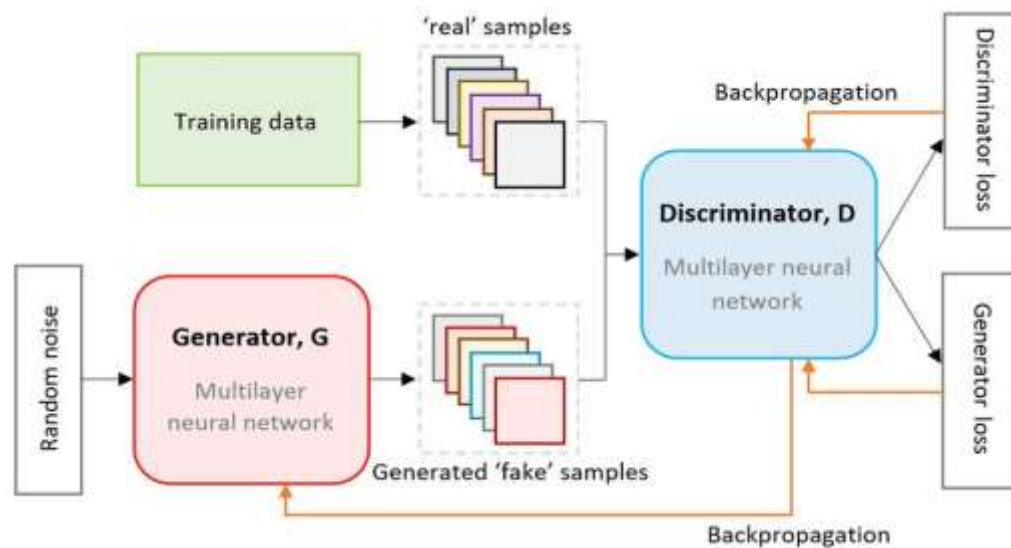 'real' samples
Training data
Backpropagation
Discriminator loss
Discriminator, D
Multilayer neural
network
Random noise
Generator, G
Multilayer
neural network
Generated 'fake' samples
Generator loss
Backpropagation